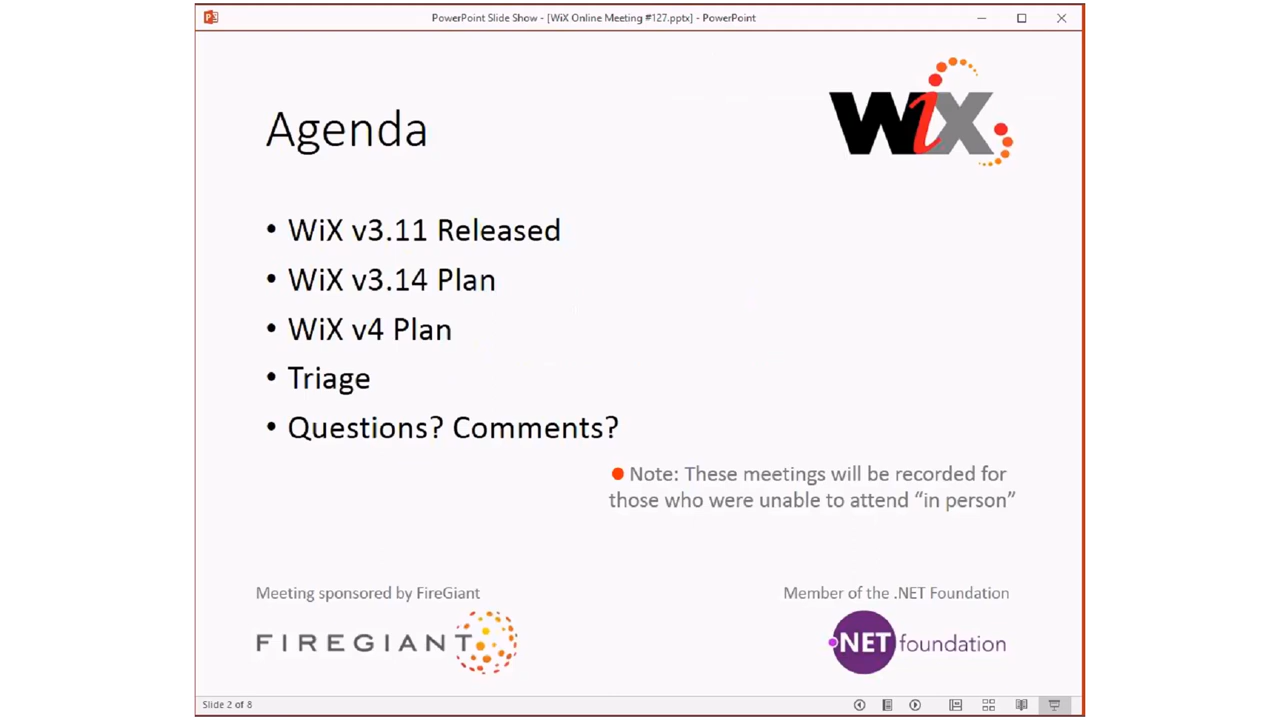 PowerPoint Slide Show - [WiX Online Meeting #127.pptx] - PowerPoint
WiX
Agenda
• WiX v3.11 Released
• WiX v3.14 Plan
• WiX v4 Plan
• Triage
• Questions? Comments?
Note: These meetings will be recorded for
those who were unable to attend “in person”
Meeting sponsored by FireGiant
FIREGIANT
Member of the .NET Foundation
.NET foundation
Slide 2 of 8